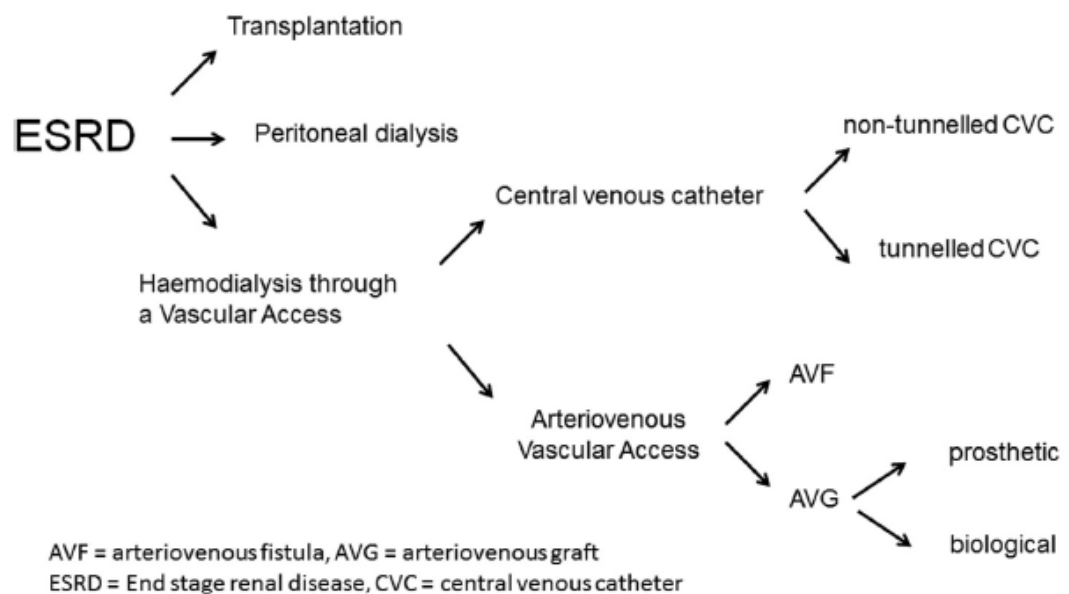 Transplantation
ESRD
Peritoneal dialysis
Haemodialysis through
a Vascular Access
Central venous catheter
non-tunnelled CVC
tunnelled CVC
Arteriovenous
Vascular Access
AVF
AVG
prosthetic
biological
AVF = arteriovenous fistula, AVG = arteriovenous graft
ESRD = End stage renal disease, CVC = central venous catheter